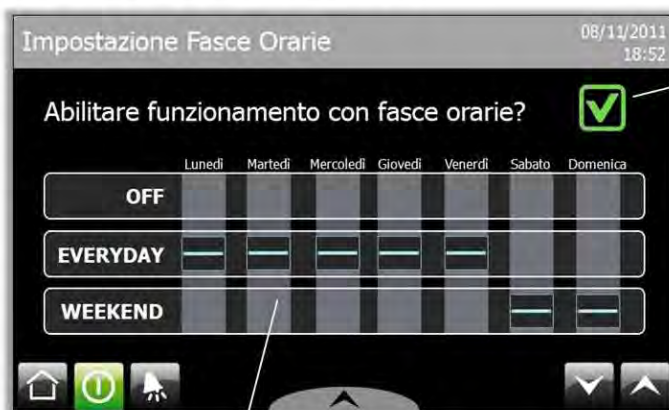 Impostazione Fasce Orarie
08/11/2011
18:52
Abilitare funzionamento con fasce orarie?
Lunedì Martedì Mercoledì Giovedì Venerdì Sabato Domenica
OFF
EVERYDAY
WEEKEND